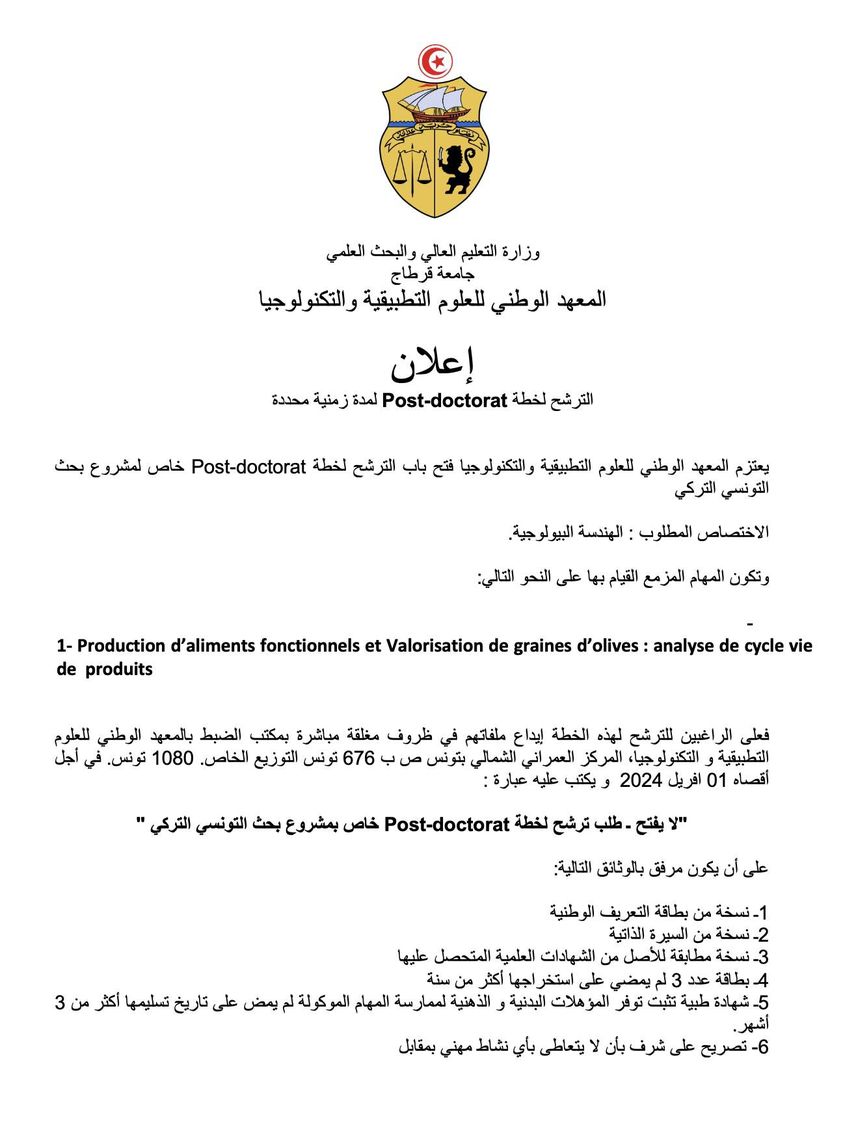 وزارة التعليم العالي والبحث العلمي
جامعة قرطاج
المعهد الوطني للعلوم التطبيقية والتكنولوجيا
إعلان
الترشح لخطة Post-doctorat لمدة زمنية محددة
يعتزم المعهد الوطني للعلوم التطبيقية والتكنولوجيا فتح باب الترشح لخطة Post-doctorat خاص لمشروع بحث
التونسي التركي
الاختصاص المطلوب : الهندسة البيولوجية.
وتكون المهام المزمع القيام بها على النحو التالي:
-
1- Production d’aliments fonctionnels et Valorisation de graines d’olives : analyse de cycle vie
de produits
فعلى الراغبين للترشح لهذه الخطة إيداع ملفاتهم في ظروف مغلقة مباشرة بمكتب الضبط بالمعهد الوطني للعلوم
التطبيقية و التكنولوجيا، المركز العمراني الشمالي بتونس ص ب 676 تونس التوزيع الخاص. 1080 تونس. في أجل
أقصاه 01 افريل 2024 و يكتب عليه عبارة :
"لا يفتح ـ طلب ترشح لخطة Post-doctorat خاص بمشروع بحث التونسي التركي "
على أن يكون مرفق بالوثائق التالية:
1ـ نسخة من بطاقة التعريف الوطنية
2ـ نسخة من السيرة الذاتية
3ـ نسخة مطابقة للأصل من الشهادات العلمية المتحصل عليها
4ـ بطاقة عدد 3 لم يمضي على استخراجها أكثر من سنة
5ـ شهادة طبية تثبت توفر المؤهلات البدنية و الذهنية لممارسة المهام الموكولة لم يمض على تاريخ تسليمها أكثر من 3
أشهر.
6- تصريح على شرف بأن لا يتعاطى بأي نشاط مهني بمقابل